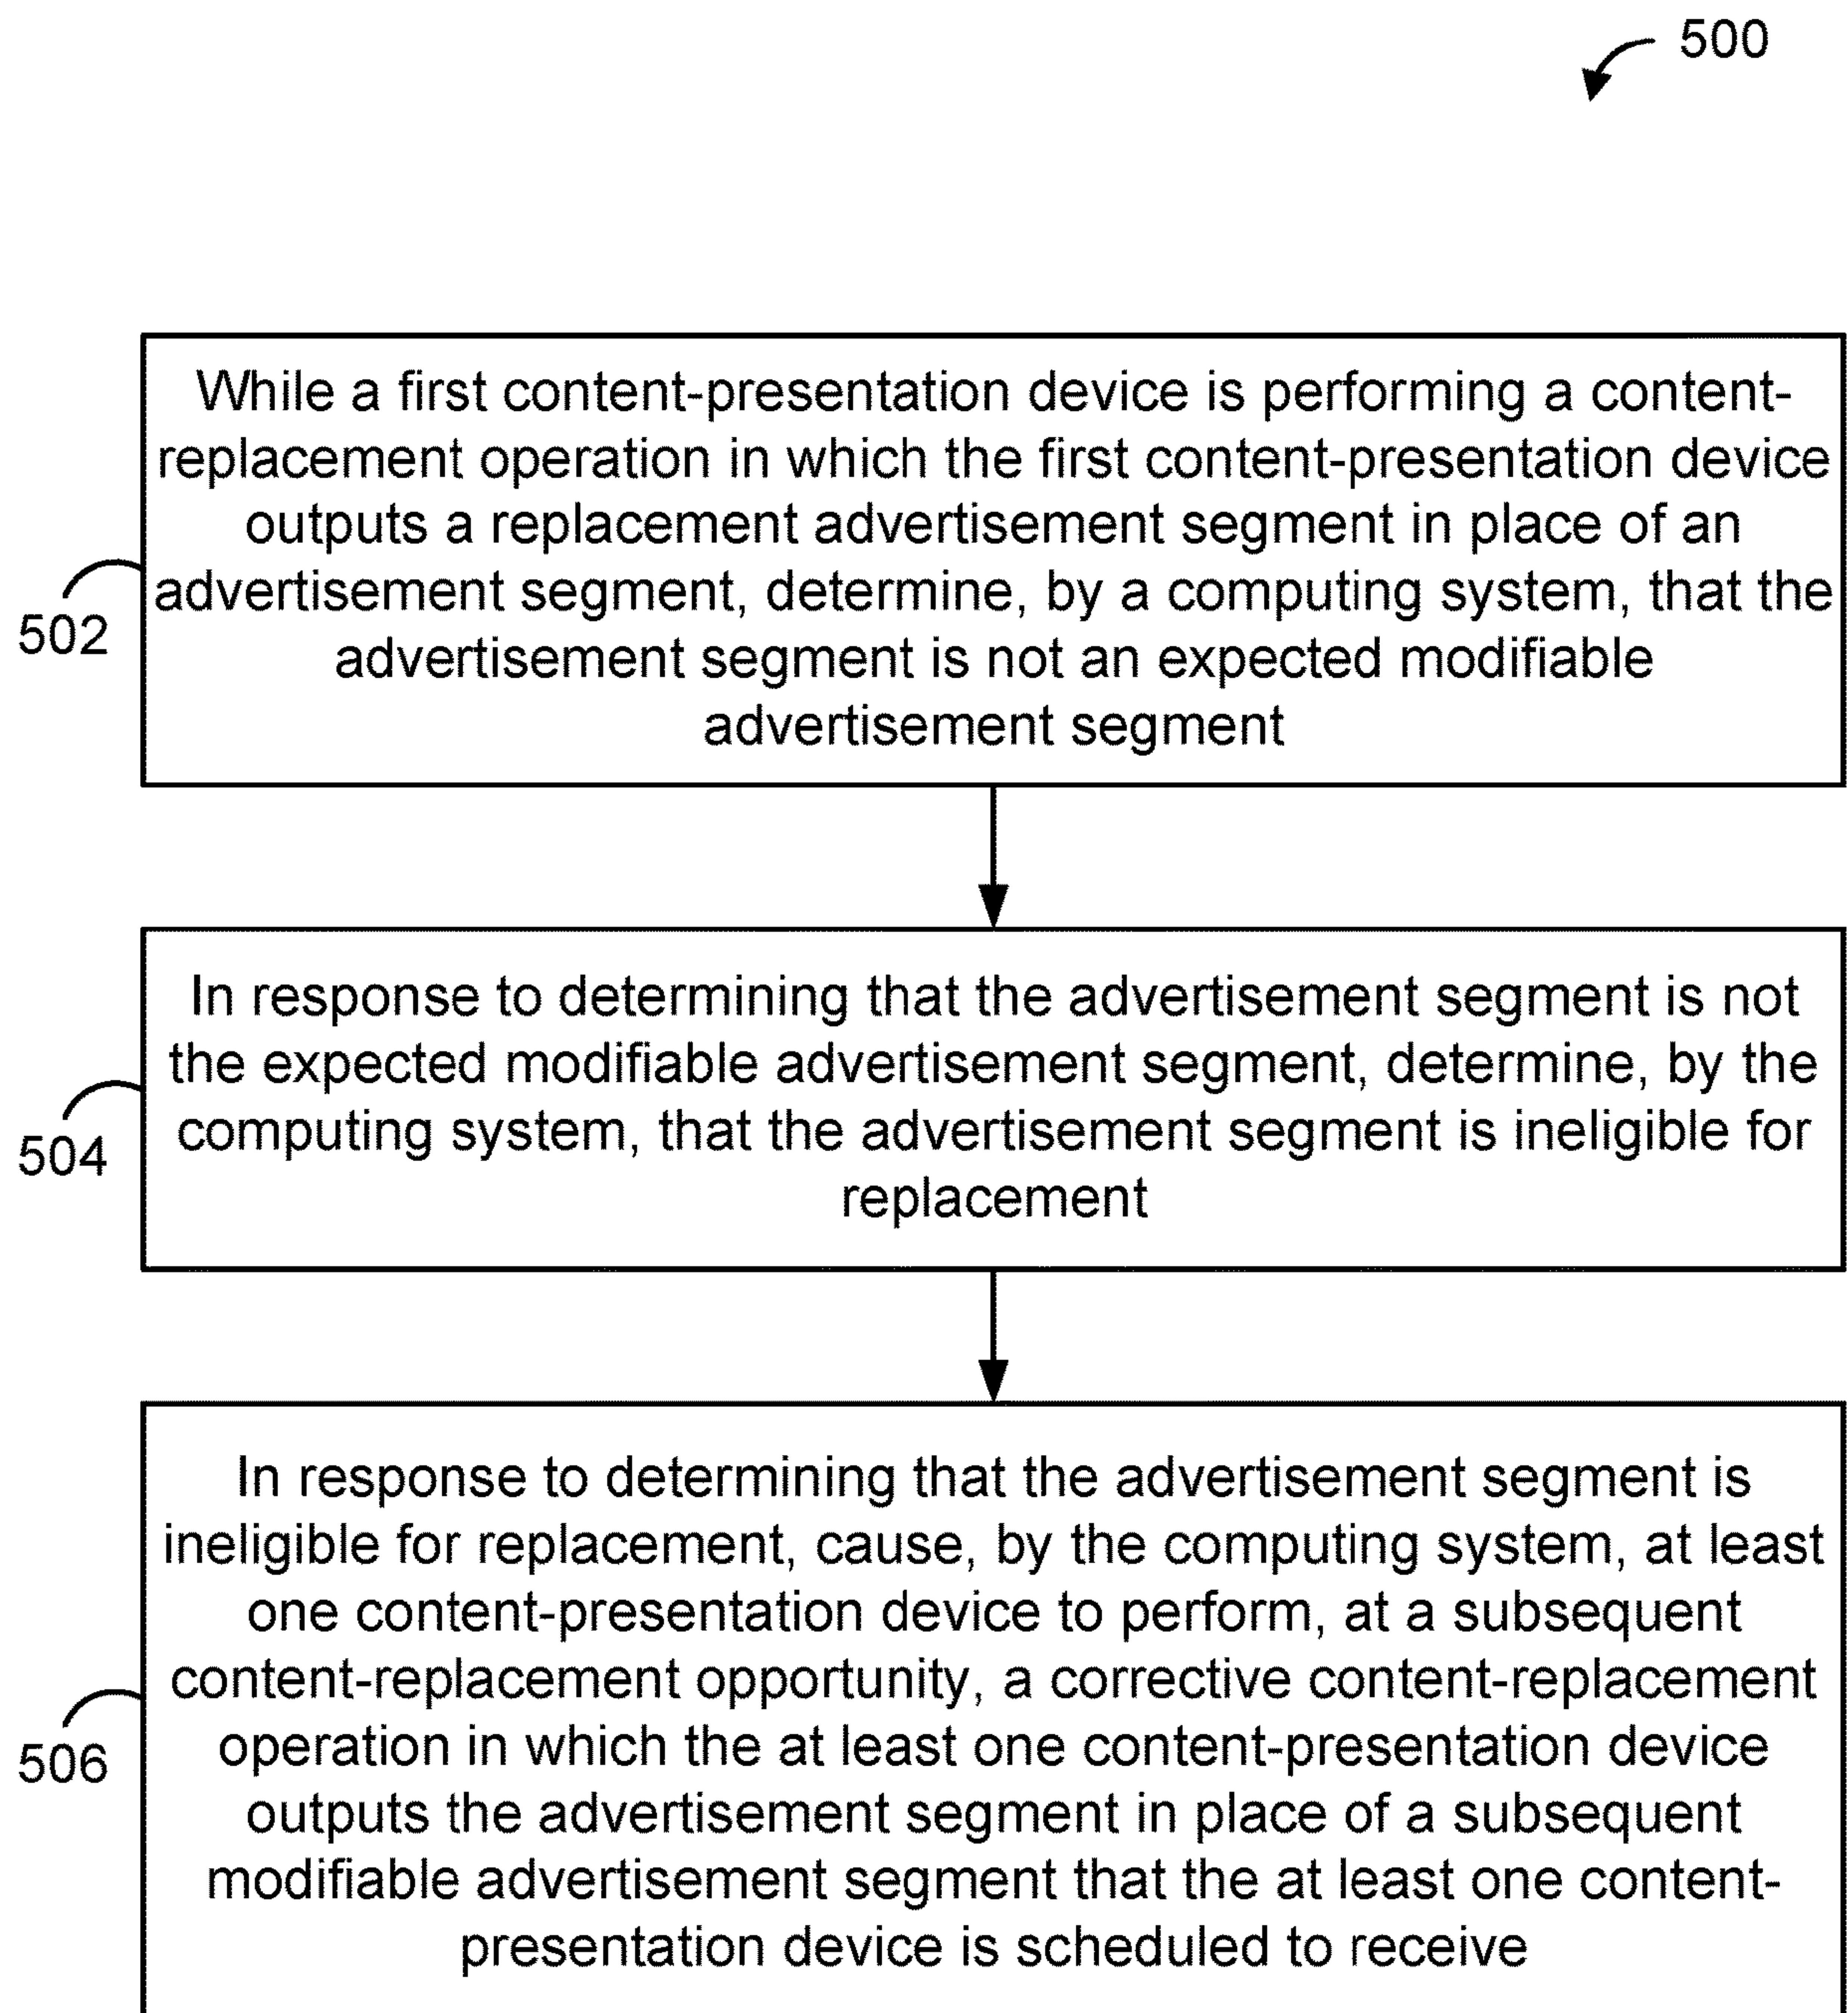 500
While a first content-presentation device is performing a content-
replacement operation in which the first content-presentation device
outputs a replacement advertisement segment in place of an
advertisement segment, determine, by a computing system, that the
advertisement segment is not an expected modifiable
advertisement segment
502
In response to determining that the advertisement segment is not
the expected modifiable advertisement segment, determine, by the
computing system, that the advertisement segment is ineligible for
replacement
504
In response to determining that the advertisement segment is
ineligible for replacement, cause, by the computing system, at least
one content-presentation device to perform, at a subsequent
content-replacement opportunity, a corrective content-replacement
operation in which the at least one content-presentation device
outputs the advertisement segment in place of a subsequent
modifiable advertisement segment that the at least one content-
presentation device is scheduled to receive
506